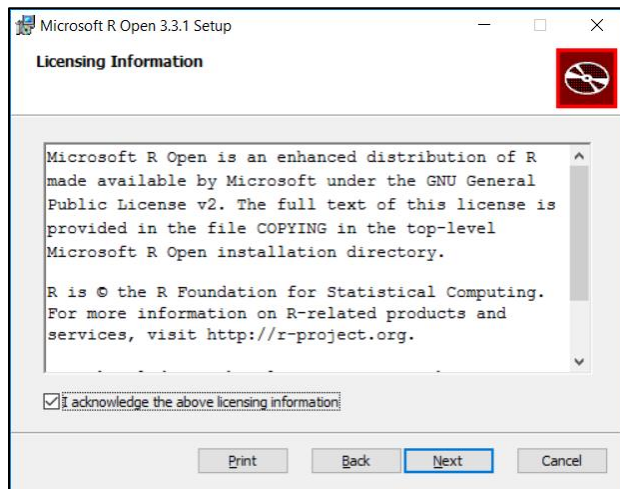 Microsoft R Open 3.3.1 Setup
Licensing Information
Microsoft R Open is an enhanced distribution of R
made available by Microsoft under the GNU General
Public License v2. The full text of this license is
provided in the file COPYING in the top-level
Microsoft R Open installation directory.
R is © the R Foundation for Statistical Computing.
For more information on R-related products and
services, visit http://r-project.org.
I acknowledge the above licensing information
Print Back Next Cancel